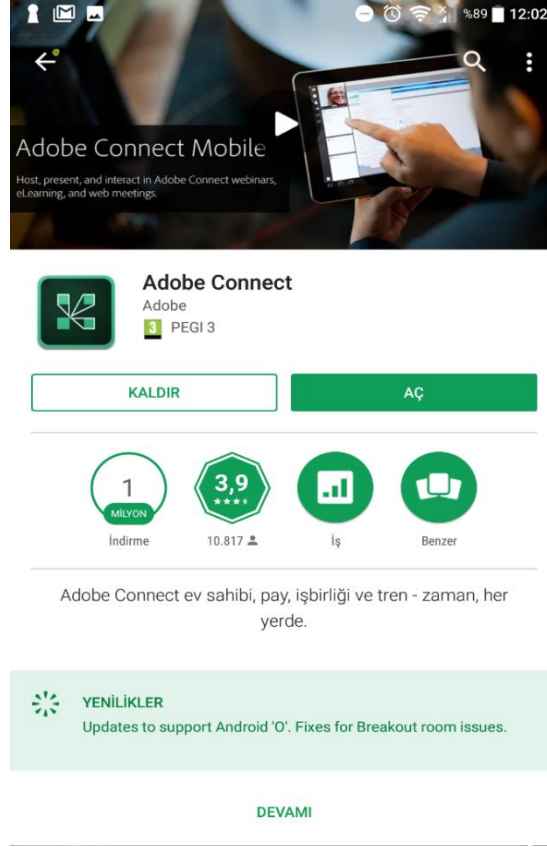 %89 12:02
Adobe Connect Mobile
Host, present, and interact in Adobe Connect webinars,
eLearning, and web meetings.
Adobe Connect
Adobe
3 PEGI 3
KALDIR
AÇ
1
MİLYON
3,9
İndirme
10.817
İş
Benzer
Adobe Connect ev sahibi, pay, işbirliği ve tren - zaman, her
yerde.
YENİLİKLER
Updates to support Android 'O'. Fixes for Breakout room issues.
DEVAMI